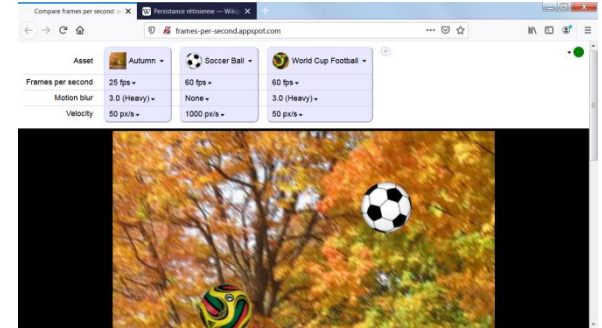 Compare frames per second: w
Persistance rétinienne — Wikip
frames-per-second.appspot.com
Asset
Autumn
Soccer Ball
World Cup Football
Frames per second
25 fps
60 fps
60 fps
Motion blur
3.0 (Heavy)
None
3.0 (Heavy)
Velocity
50 px/s
1000 px/s
50 px/s